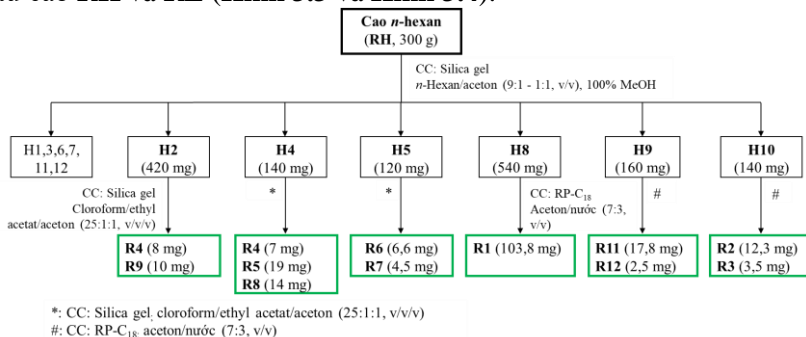 Cao n-hexan
(RH, 300 g)
CC: Silica gel
n-Hexan/aceton (9:1 - 1:1, v/v), 100% MeOH
H1,3,6,7,
11,12
H2
(420 mg)
H4
(140 mg)
H5
(120 mg)
H8
(540 mg)
H9
(160 mg)
H10
(140 mg)
CC: Silica gel
Cloroform/ethyl
acetat/aceton (25:1:1, v/v/v)
*
*
CC: RP-C18
Aceton/nước (7:3,
v/v)
#
#
R4 (8 mg)
R9 (10 mg)
R4 (7 mg)
R5 (19 mg)
R8 (14 mg)
R6 (6,6 mg)
R7 (4,5 mg)
R1 (103,8 mg)
R11 (17,8 mg)
R12 (2,5 mg)
R2 (12,3 mg)
R3 (3,5 mg)
*: CC: Silica gel; cloroform/ethyl acetat/aceton (25:1:1, v/v/v)
#: CC: RP-C18; aceton/nước (7:3, v/v)